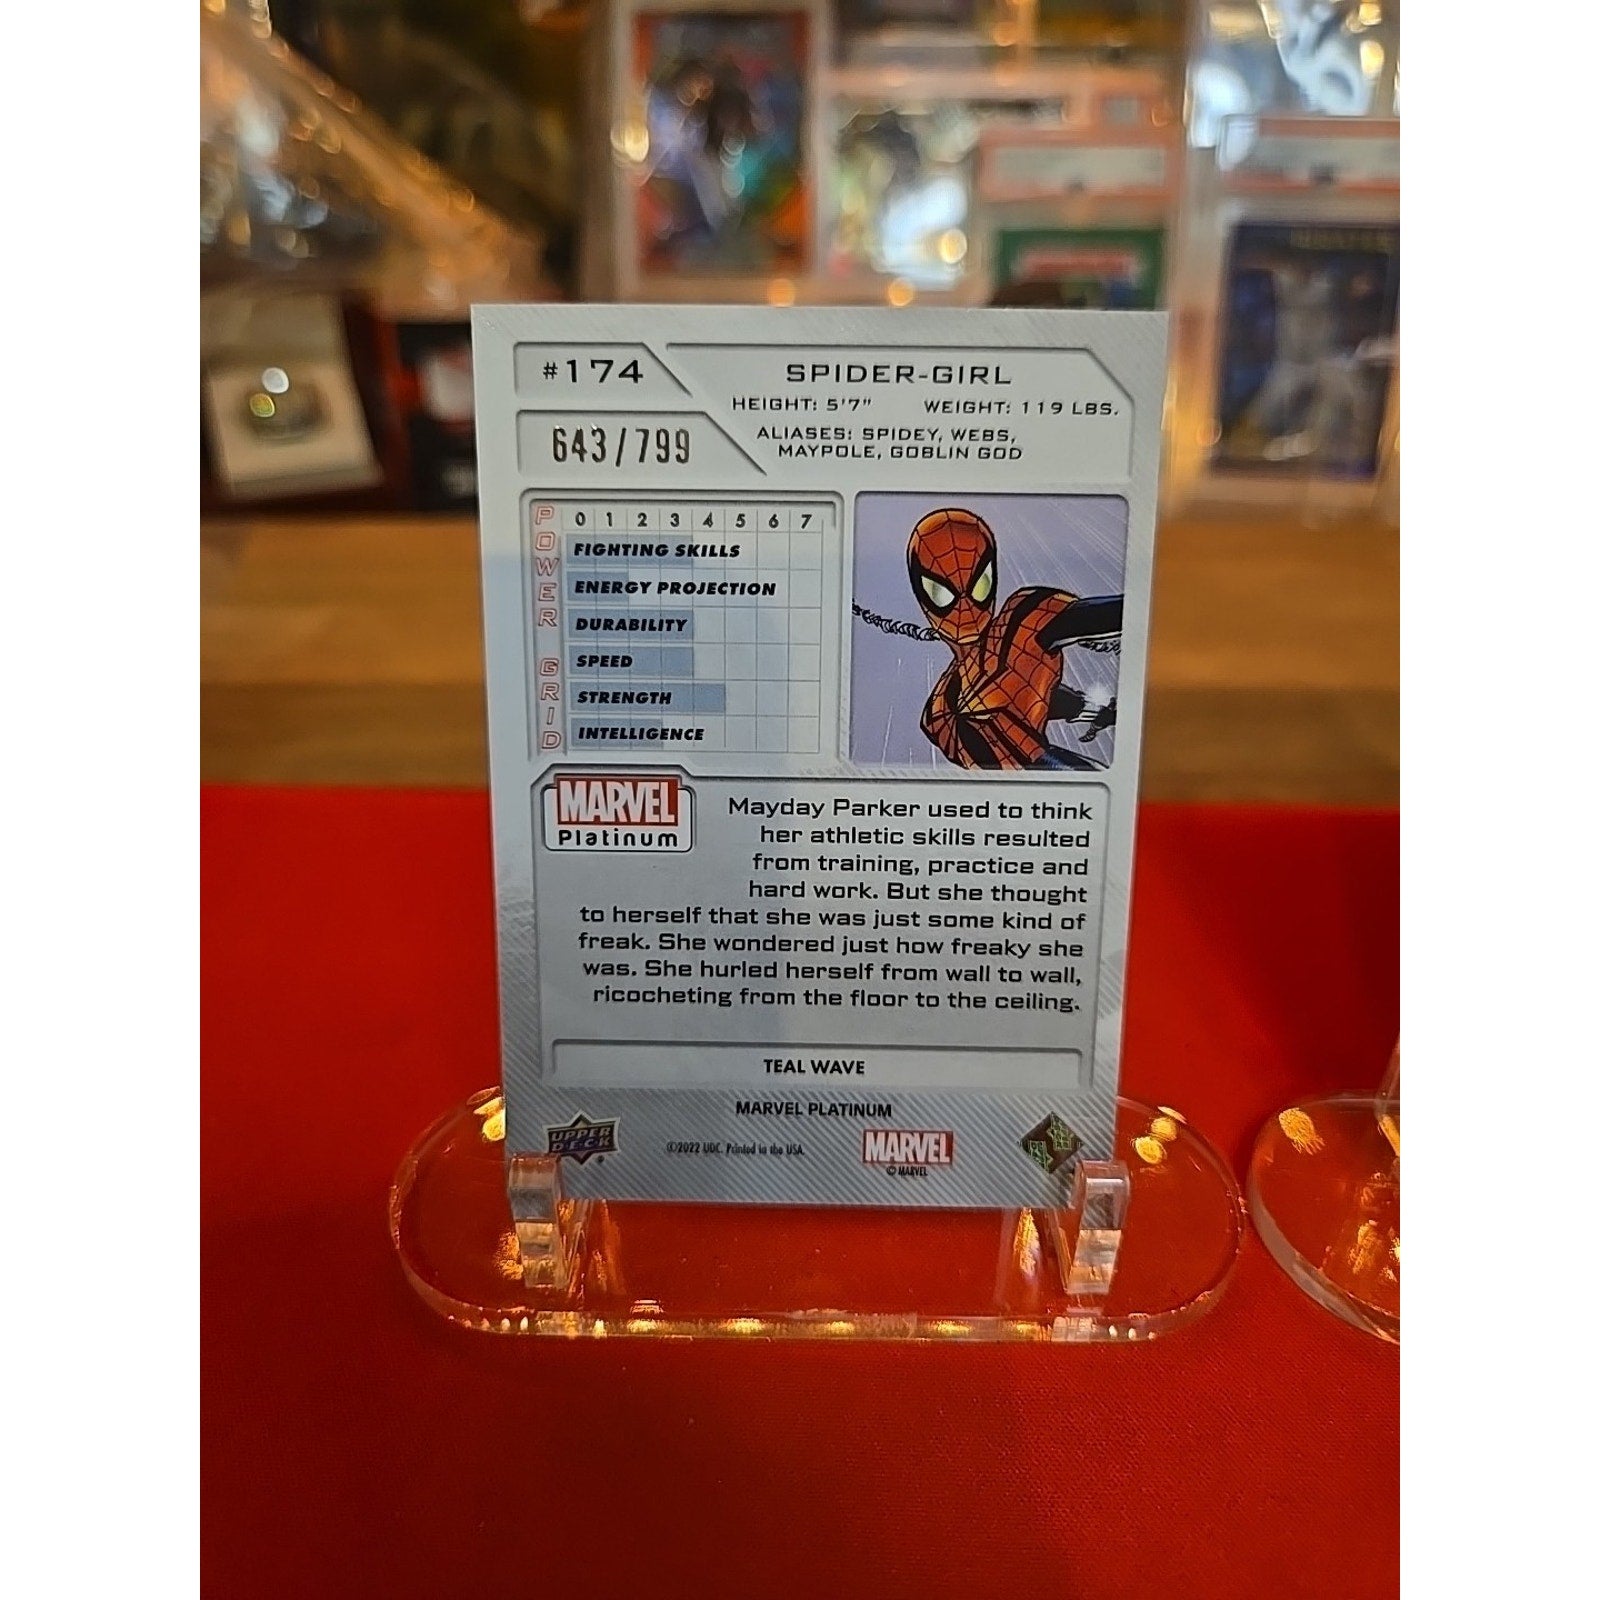 #174
SPIDER-GIRL
HEIGHT: 5'7" WEIGHT: 119 LBS.
643/799
ALIASES: SPIDEY, WEBS,
MAYPOLE, GOBLIN GOD
POWER GRID
0 1 2 3 4 5 6 7
FIGHTING SKILLS
ENERGY PROJECTION
DURABILITY
SPEED
STRENGTH
INTELLIGENCE
MARVEL
Platinum
Mayday Parker used to think
her athletic skills resulted
from training, practice and
hard work. But she thought
to herself that she was just some kind of
freak. She wondered just how freaky she
was. She hurled herself from wall to wall,
ricocheting from the floor to the ceiling.
TEAL WAVE
MARVEL PLATINUM
UPPER
DECK
©2022 UDC. Printed in the USA.
MARVEL
© MARVEL